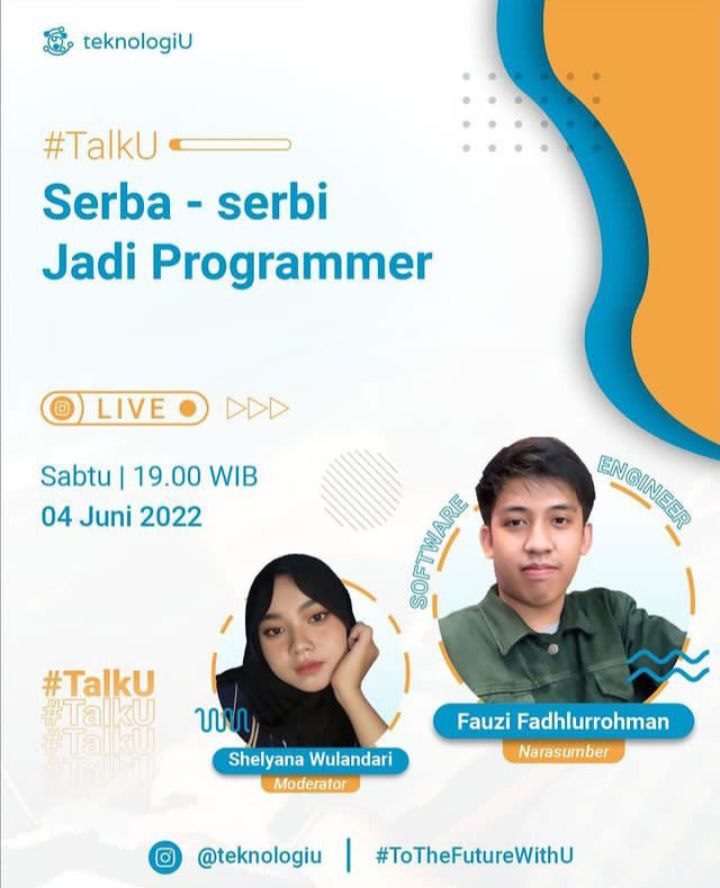 teknologiU
#TalkU
Serba - serbi
Jadi Programmer
LIVE
Sabtu | 19.00 WIB
04 Juni 2022
SOFTWARE ENGINEER
#TalkU
#TalkU
#TalkU
#TalkU
Fauzi Fadhlurrohman
Narasumber
Shelyana Wulandari
Moderator
@teknologiu | #ToTheFutureWithU